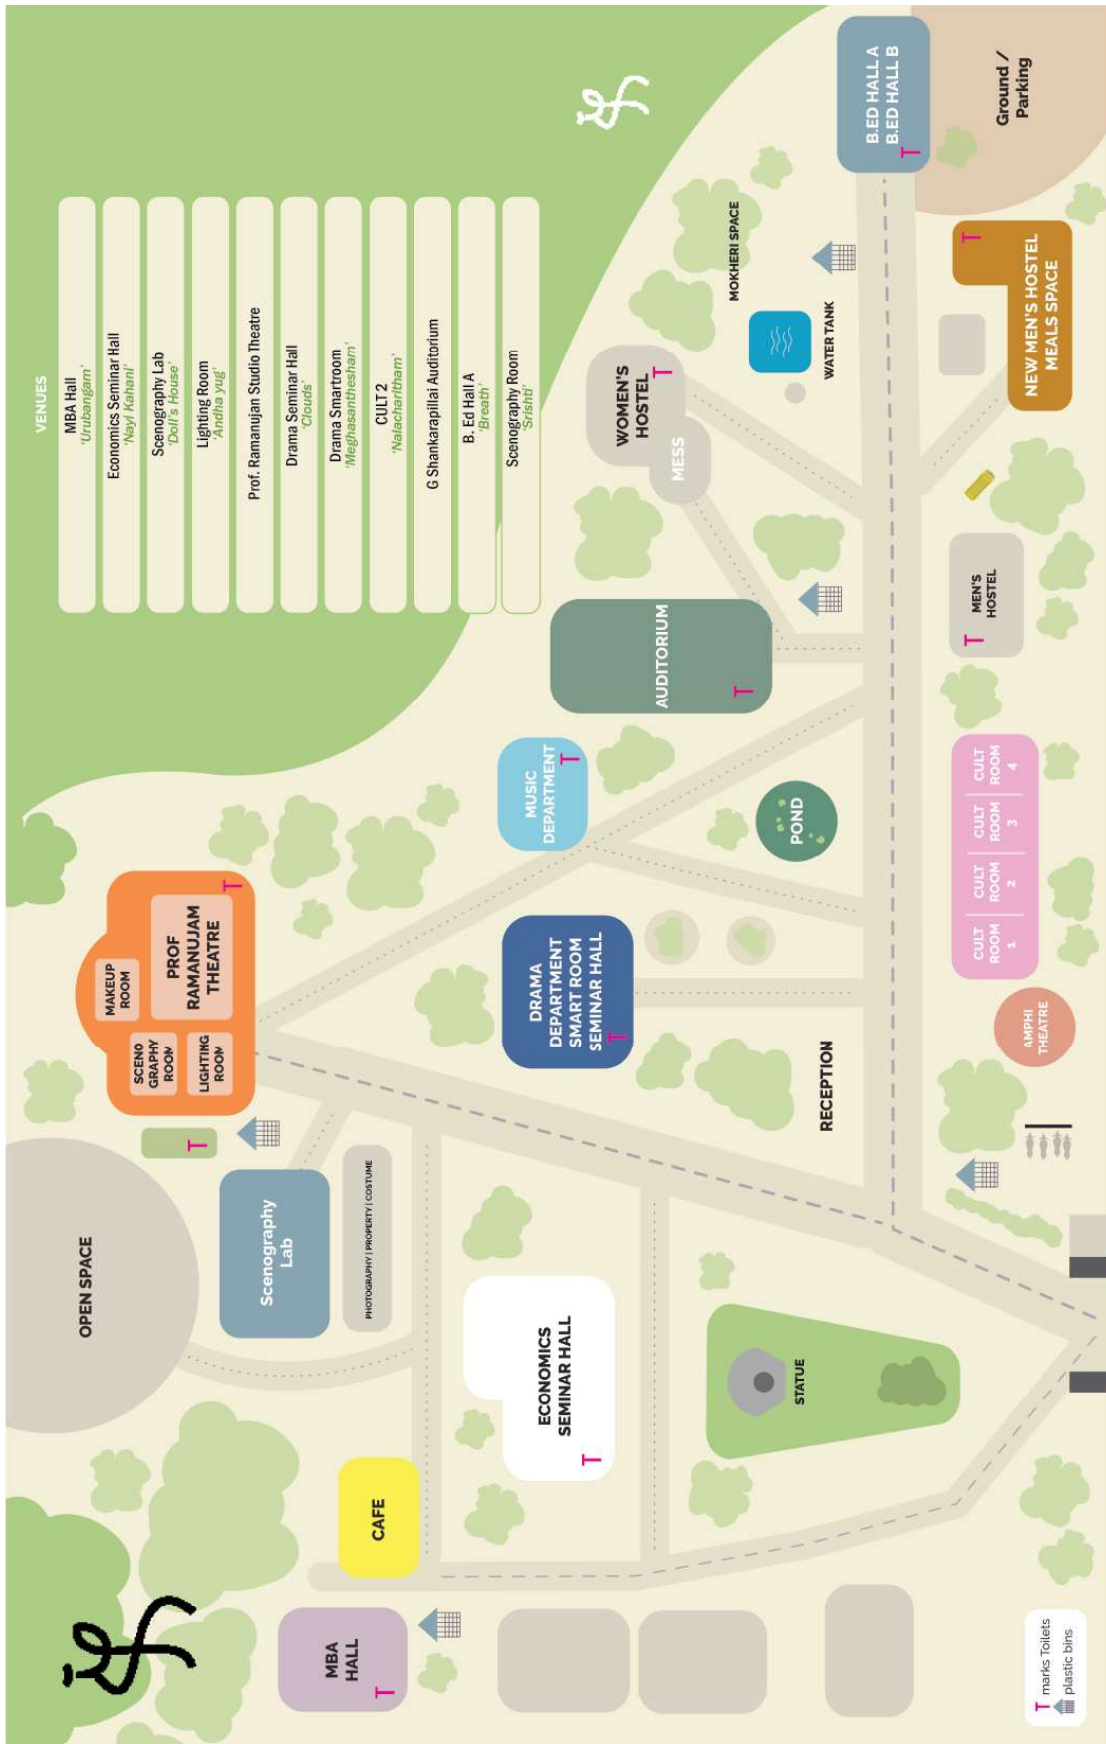 VENUES
MBA Hall
'Urubangam'
Economics Seminar Hall
'Nayi Kahani'
Scenography Lab
'Doll's House'
Lighting Room
'Andha yug'
Prof. Ramanujan Studio Theatre
Drama Seminar Hall
'Clouds'
Drama Smartroom
'Meghasanthesham'
CULT 2
'Nalacharitham'
G Shankarapillai Auditorium
B. Ed Hall A
'Breath'
Scenography Room
'Srishti'
OPEN SPACE
MAKEUP
ROOM
PROF
RAMANUJAM
THEATRE
SCENO
GRAPHY
ROOM
LIGHTING
ROOM
T
T
Scenography
Lab
PHOTOGRAPHY | PROPERTY | COSTUME
MBA
HALL
T
CAFE
ECONOMICS
SEMINAR HALL
T
DRAMA
DEPARTMENT
SMART ROOM
SEMINAR HALL
T
MUSIC
DEPARTMENT
T
AUDITORIUM
T
WOMEN'S
HOSTEL
T
MESS
MOKHERI SPACE
WATER TANK
B.ED HALL A
B.ED HALL B
T
Ground /
Parking
STATUE
RECEPTION
POND
AMPHI
THEATRE
CULT
ROOM
1
CULT
ROOM
2
CULT
ROOM
3
CULT
ROOM
4
MEN'S
HOSTEL
T
NEW MEN'S HOSTEL
MEALS SPACE
T
T marks Toilets
plastic bins